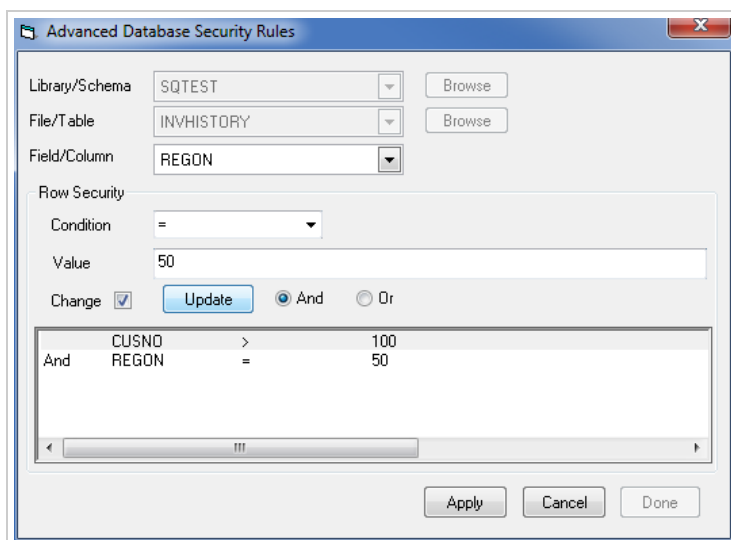 Advanced Database Security Rules
Library/Schema SQTEST Browse
File/Table INVHISTORY Browse
Field/Column REGON
Row Security
Condition =
Value 50
Change Update And Or
CUSNO > 100
And REGON = 50
Apply Cancel Done